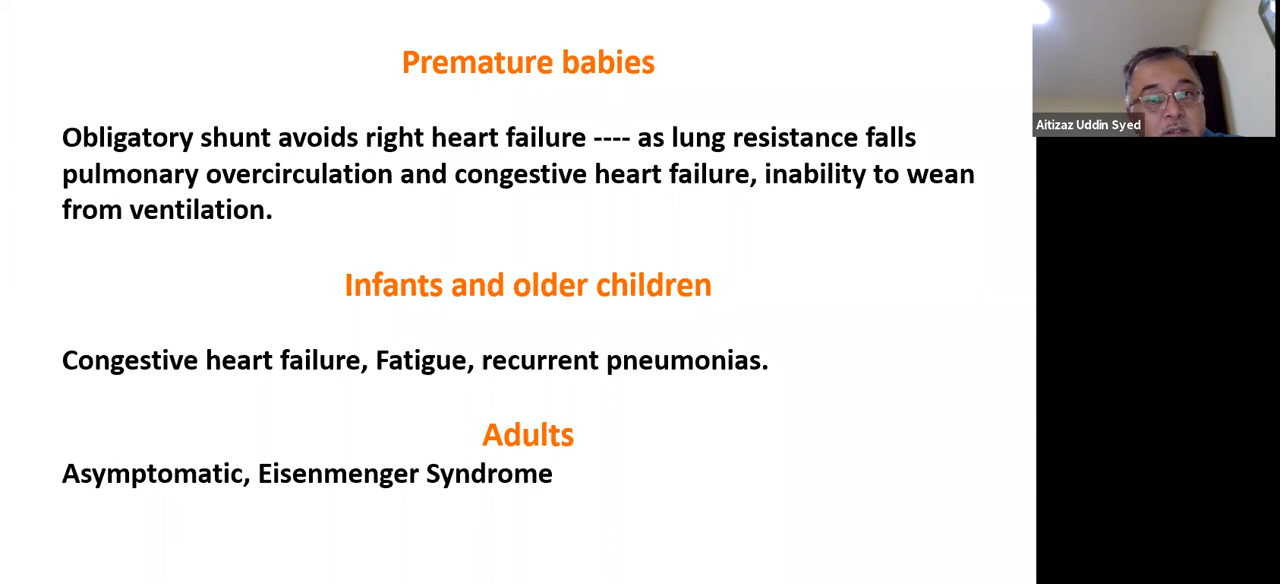 Premature babies
Aitizaz Uddin Syed
Obligatory shunt avoids right heart failure ---- as lung resistance falls
pulmonary overcirculation and congestive heart failure, inability to wean
from ventilation.
Infants and older children
Congestive heart failure, Fatigue, recurrent pneumonias.
Adults
Asymptomatic, Eisenmenger Syndrome